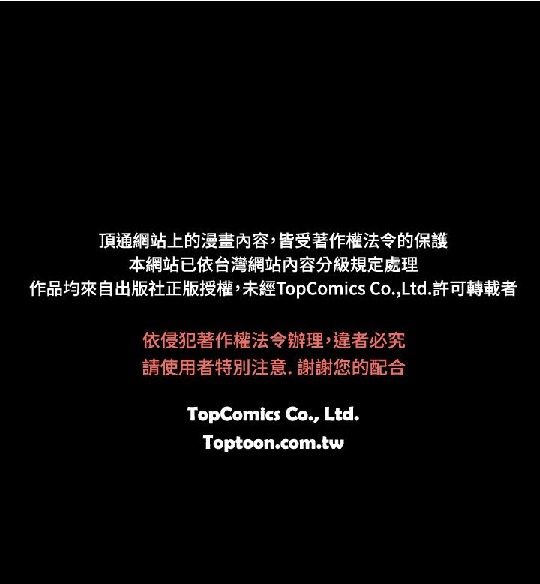 頂通網站上的漫畫內容，皆受著作權法令的保護
本網站已依台灣網站內容分級規定處理
作品均來自出版社正版授權，未經TopComics Co.,Ltd.許可轉載者
依侵犯著作權法令辦理，違者必究
請使用者特別注意. 謝謝您的配合
TopComics Co., Ltd.
Toptoon.com.tw